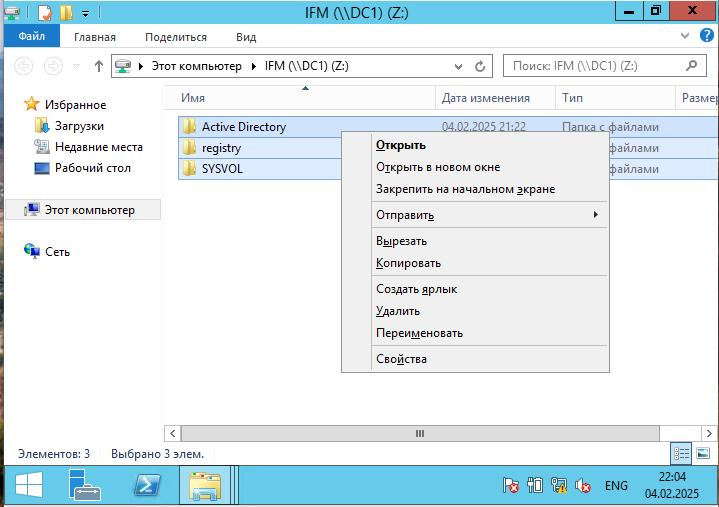 IFM (\\DC1) (Z:)
Файл Главная Поделиться Вид
Этот компьютер IFM (\\DC1) (Z:) Поиск: IFM (\\DC1) (Z:)
Избранное
Загрузки
Недавние места
Рабочий стол
Этот компьютер
Сеть
Имя Дата изменения Тип Размер
Active Directory 04.02.2025 21:22 Папка с файлами
registry файлами
SYSVOL файлами
Открыть
Открыть в новом окне
Закрепить на начальном экране
Отправить
Вырезать
Копировать
Создать ярлык
Удалить
Переименовать
Свойства
Элементов: 3 Выбрано 3 элем.
ENG 22:04
04.02.2025